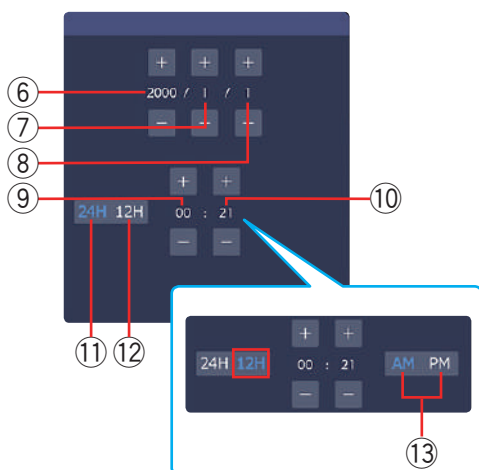 + + +
⑥ 2000 / 1 / 1
⑦
− − −
⑧
+ +
⑨ ⑩
24H 12H 00 : 21
− −
⑪ ⑫
+ +
24H 12H 00 : 21 AM PM
− −
⑬